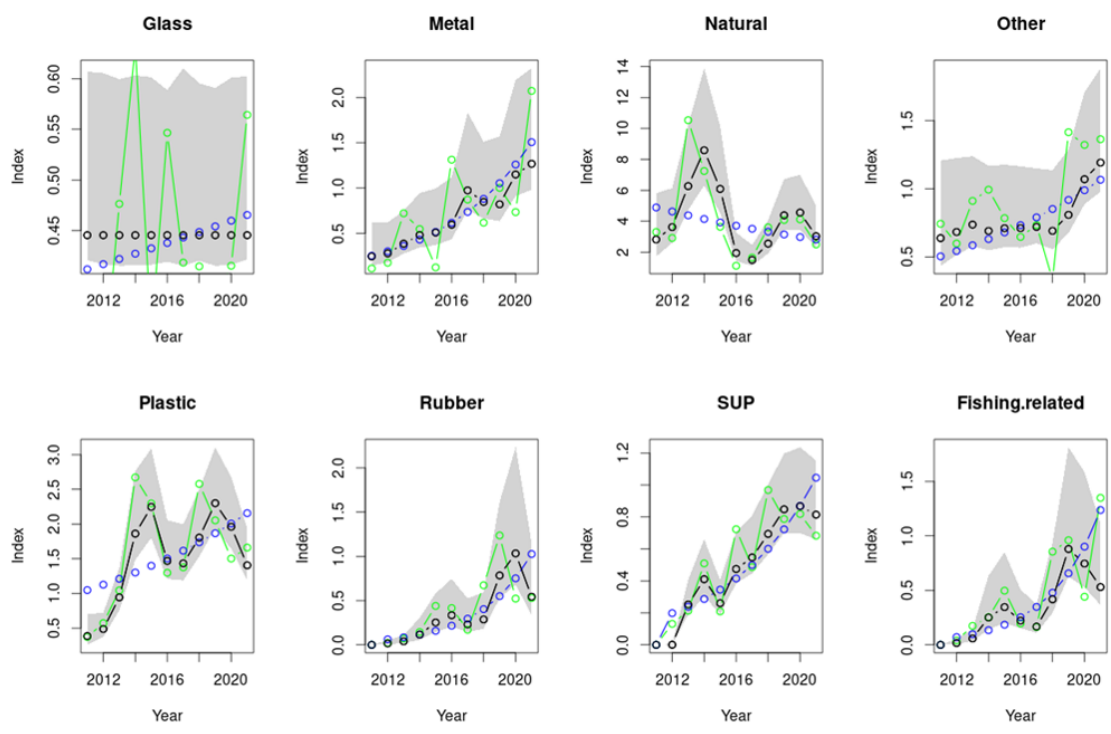 Glass
Metal
Natural
Other
Index
0.45 0.50 0.55 0.60
2012 2016 2020
Year
Index
0.5 1.0 1.5 2.0
2012 2016 2020
Year
Index
2 4 6 8 10 12 14
2012 2016 2020
Year
Index
0.5 1.0 1.5
2012 2016 2020
Year
Plastic
Rubber
SUP
Fishing.related
Index
0.5 1.0 1.5 2.0 2.5 3.0
2012 2016 2020
Year
Index
0.0 0.5 1.0 1.5 2.0
2012 2016 2020
Year
Index
0.0 0.4 0.8 1.2
2012 2016 2020
Year
Index
0.0 0.5 1.0 1.5
2012 2016 2020
Year